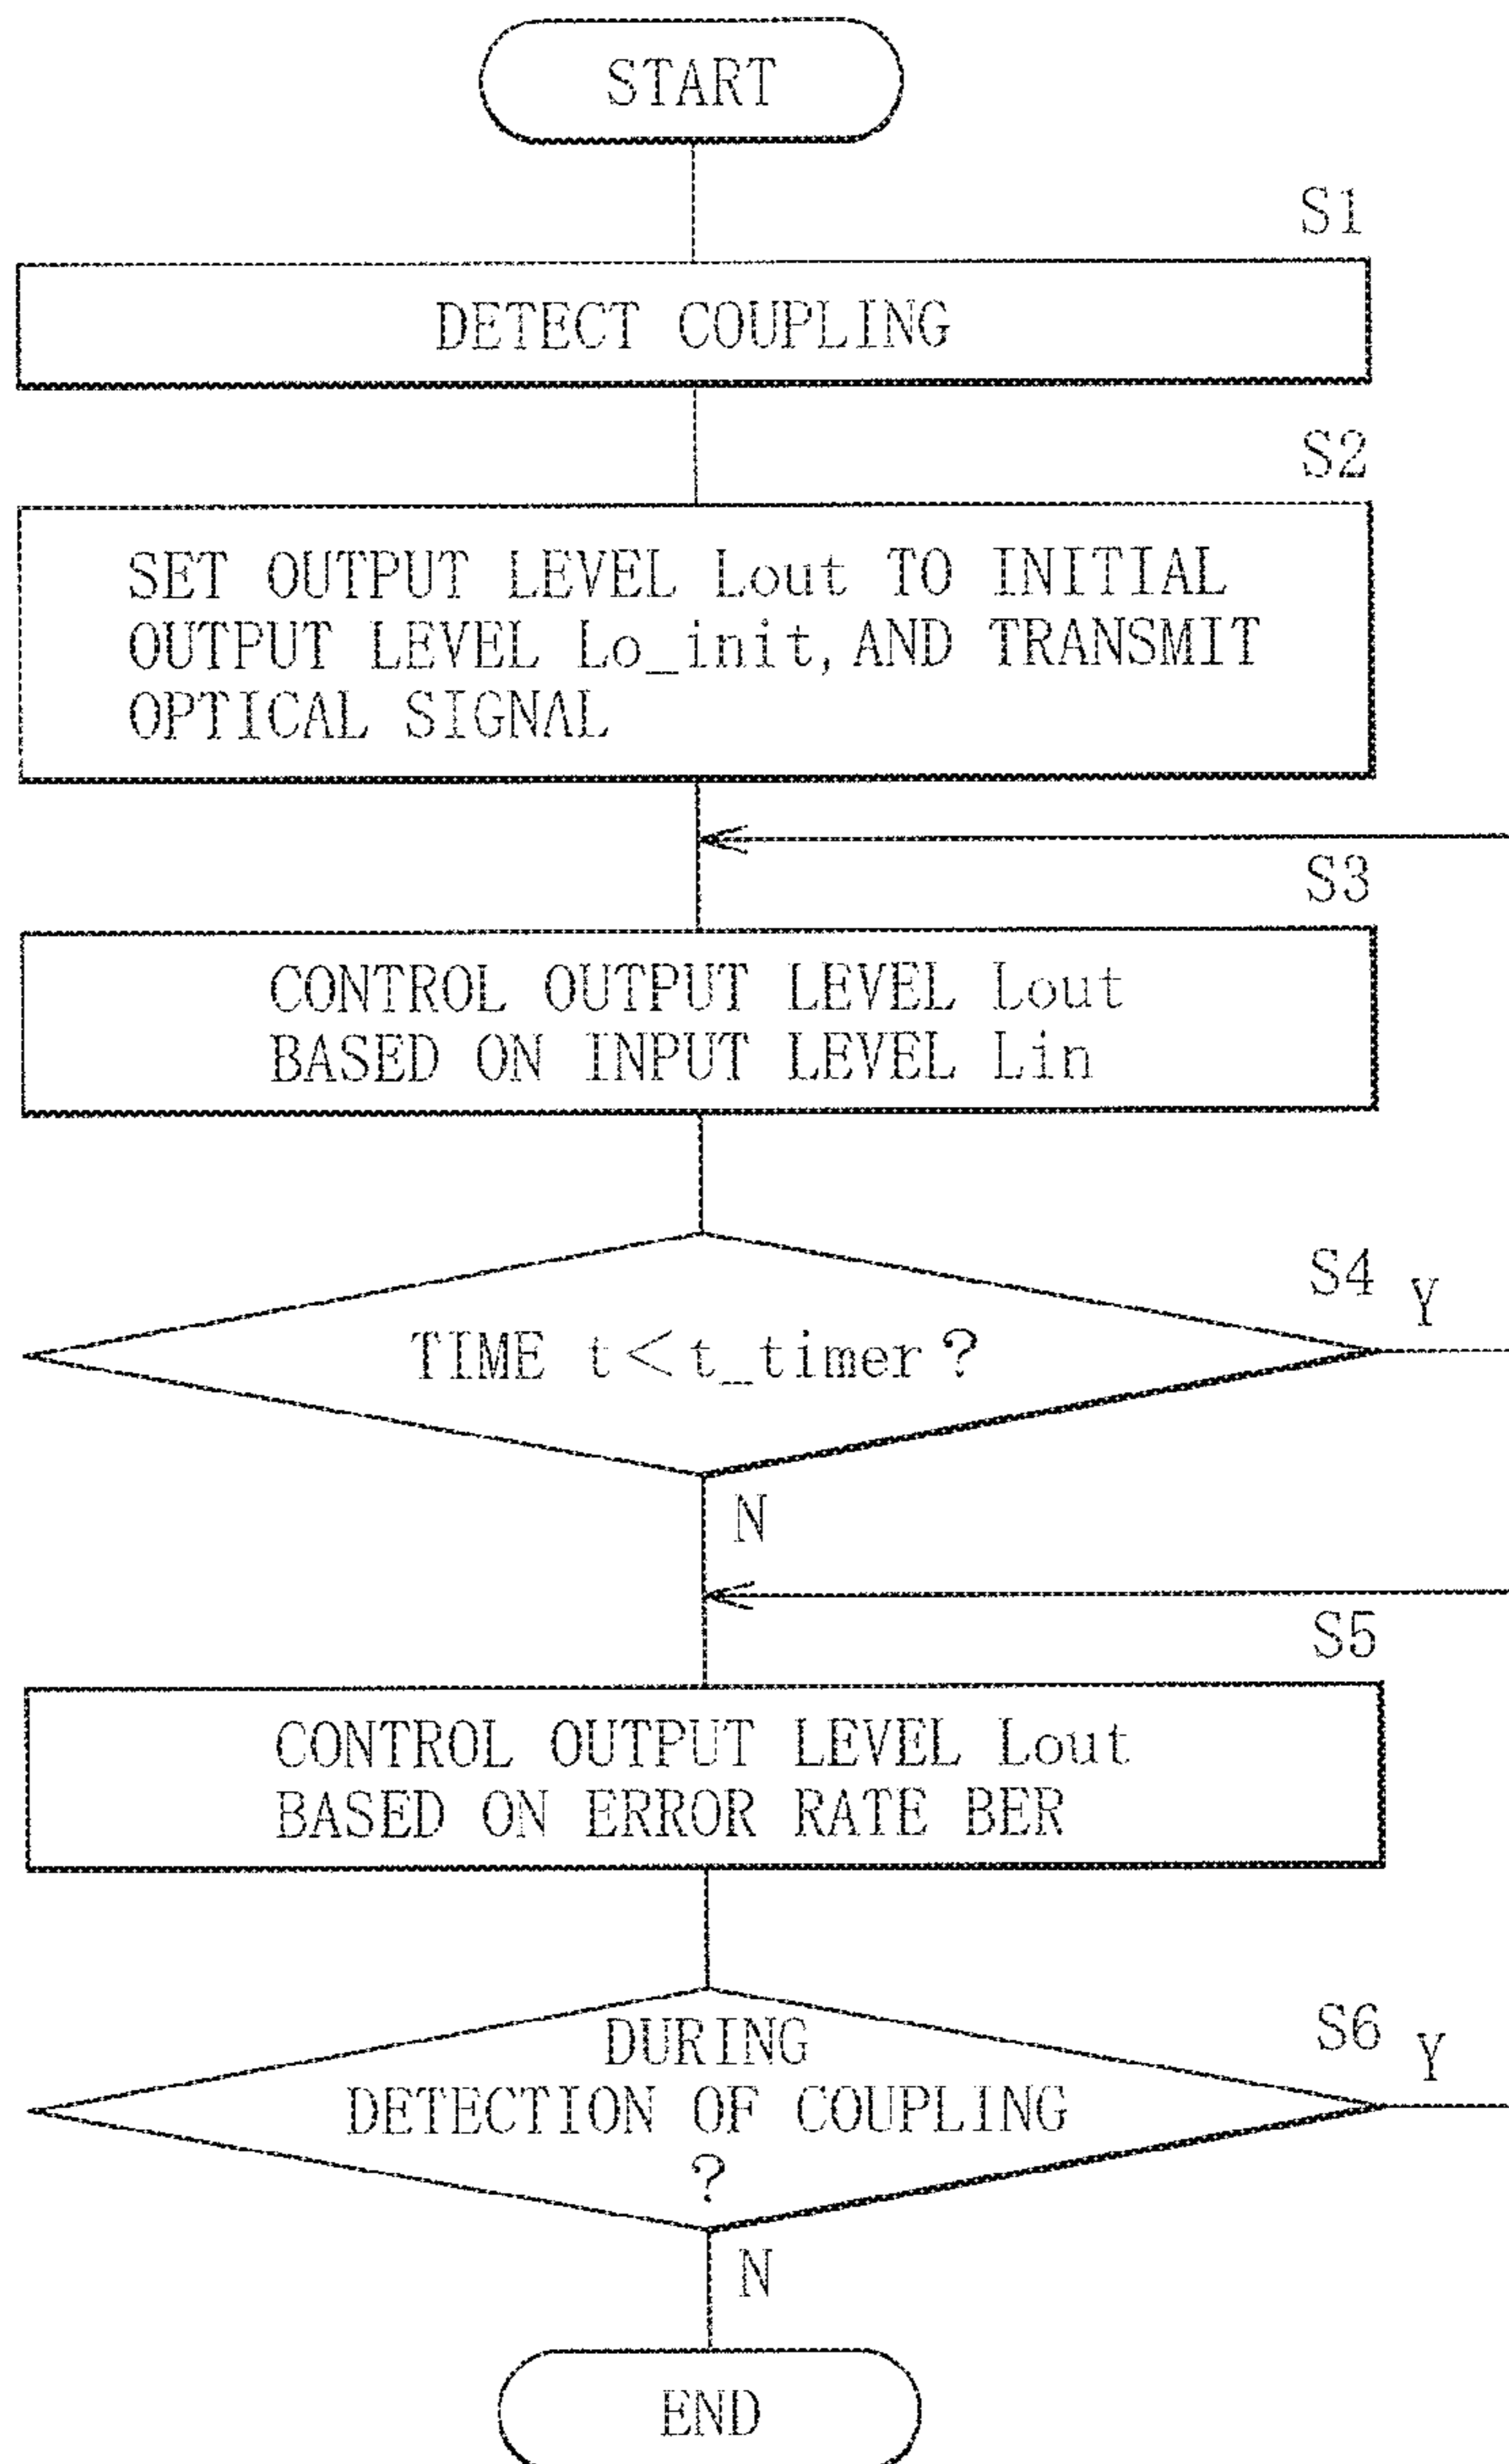 START
S1
DETECT COUPLING
S2
SET OUTPUT LEVEL Lout TO INITIAL
OUTPUT LEVEL Lo_init, AND TRANSMIT
OPTICAL SIGNAL
S3
CONTROL OUTPUT LEVEL Lout
BASED ON INPUT LEVEL Lin
S4 Y
TIME t<t_timer?
N
S5
CONTROL OUTPUT LEVEL Lout
BASED ON ERROR RATE BER
S6 Y
DURING
DETECTION OF COUPLING
?
N
END